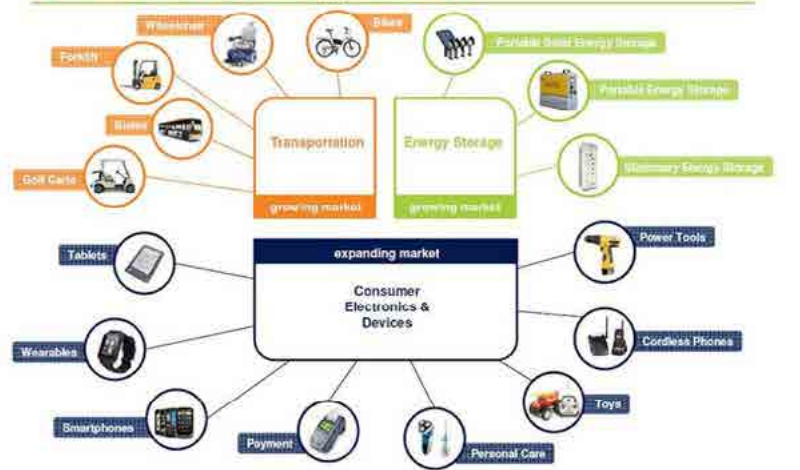 Wheelchair
Bikes
Portable Solar Energy Storage
Forklift
Portable Energy Storage
Buses
Transportation
Energy Storage
Stationary Energy Storage
Golf Carts
growing market
growing market
Power Tools
Tablets
expanding market
Consumer
Electronics &
Devices
Cordless Phones
Wearables
Toys
Smartphones
Payment
Personal Care